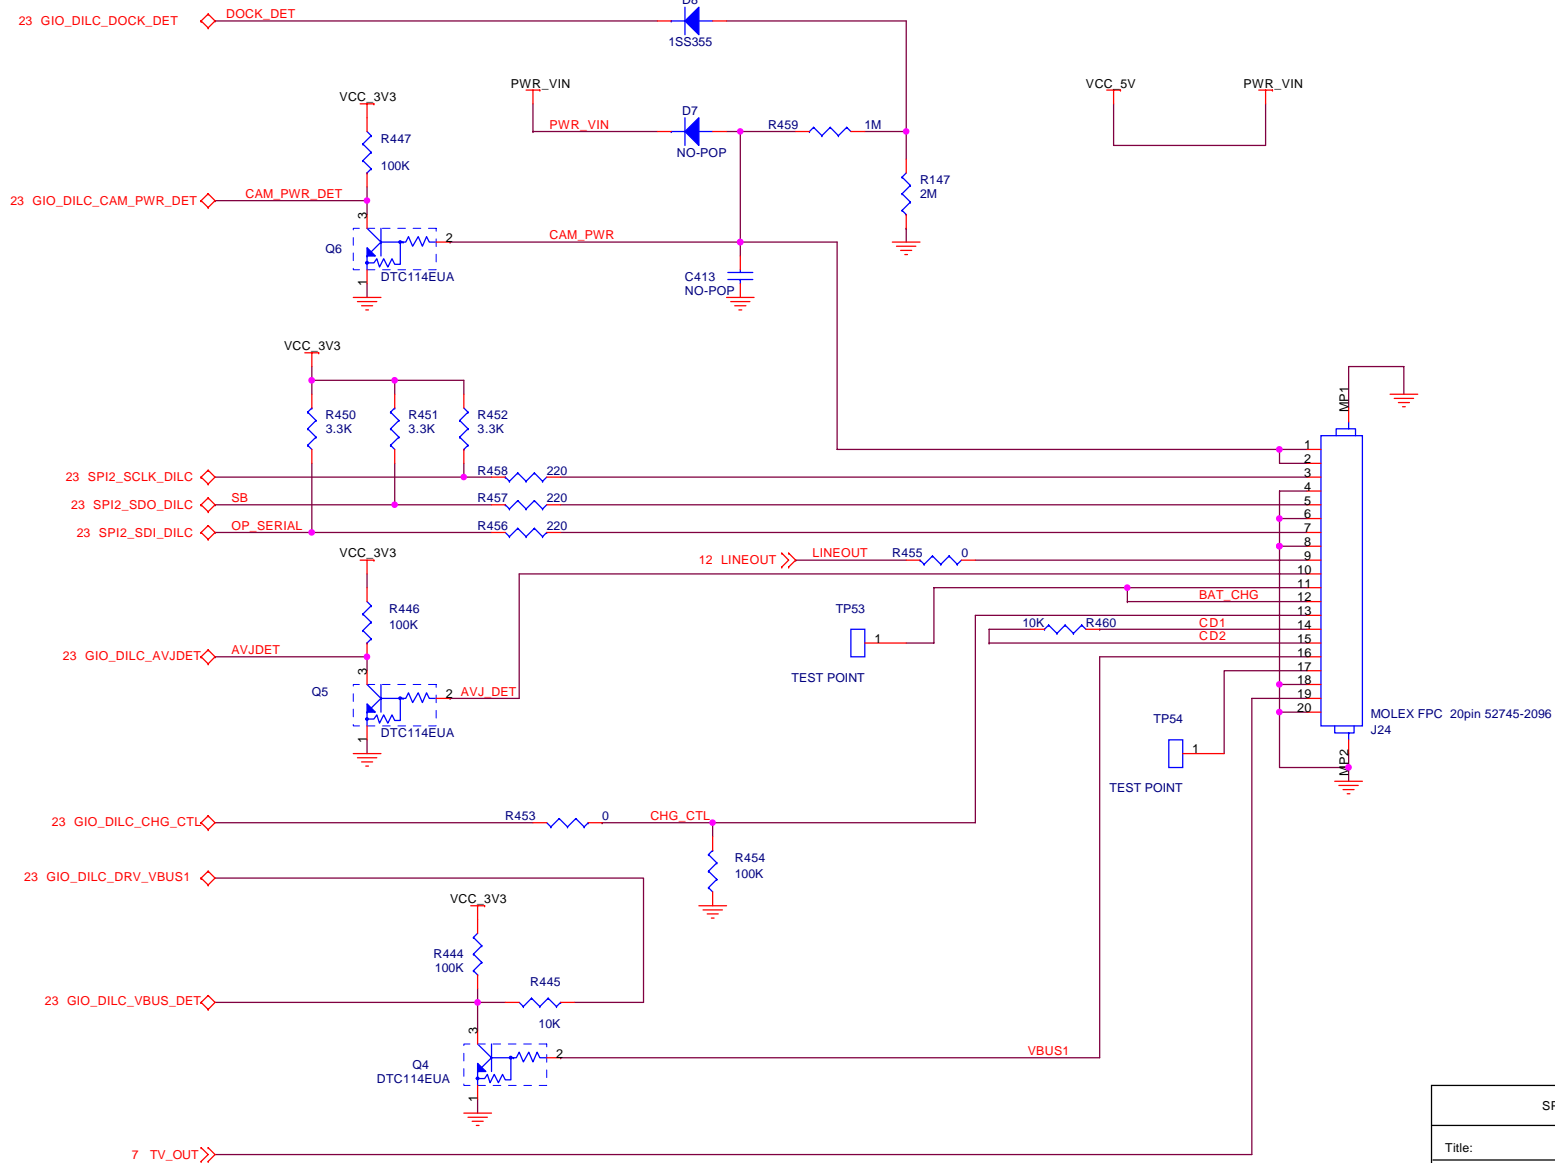 D8
23 GIO_DILC_DOCK_DET
DOCK_DET
1SS355
VCC_3V3
PWR_VIN
VCC_5V
PWR_VIN
R447
100K
PWR_VIN
D7
NO-POP
R459
1M
R147
2M
23 GIO_DILC_CAM_PWR_DET
CAM_PWR_DET
3
Q6
2
CAM_PWR
DTC114EUA
1
C413
NO-POP
VCC_3V3
R450
3.3K
R451
3.3K
R452
3.3K
MP1
23 SPI2_SCLK_DILC
R458
220
23 SPI2_SDO_DILC
SB
R457
220
23 SPI2_SDI_DILC
OP_SERIAL
R456
220
1
2
3
4
5
6
7
8
9
10
11
12
13
14
15
16
17
18
19
20
VCC_3V3
12 LINEOUT
LINEOUT
R455
0
R446
100K
TP53
1
TEST POINT
BAT_CHG
10K
R460
CD1
CD2
23 GIO_DILC_AVJDET
AVJDET
3
Q5
2
AVJ_DET
DTC114EUA
1
TP54
1
TEST POINT
MOLEX FPC 20pin 52745-2096
J24
MP2
23 GIO_DILC_CHG_CTL
R453
0
CHG_CTL
R454
100K
23 GIO_DILC_DRV_VBUS1
VCC_3V3
R444
100K
R445
10K
23 GIO_DILC_VBUS_DET
3
Q4
DTC114EUA
2
VBUS1
1
7 TV_OUT
Title: